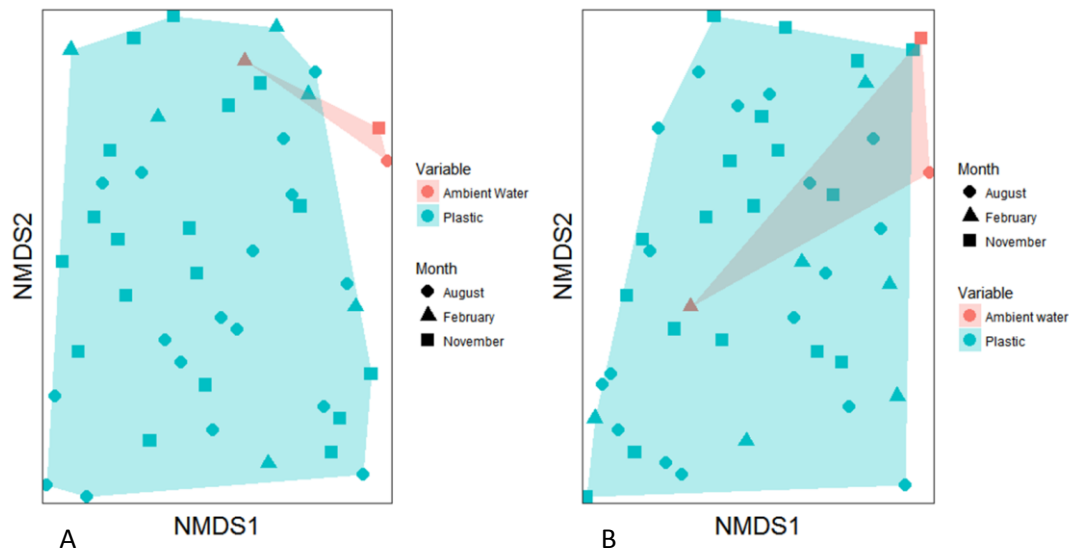 NMDS2
Variable
Ambient Water
Plastic
Month
August
February
November
NMDS1
A
NMDS2
Month
August
February
November
Variable
Ambient water
Plastic
NMDS1
B